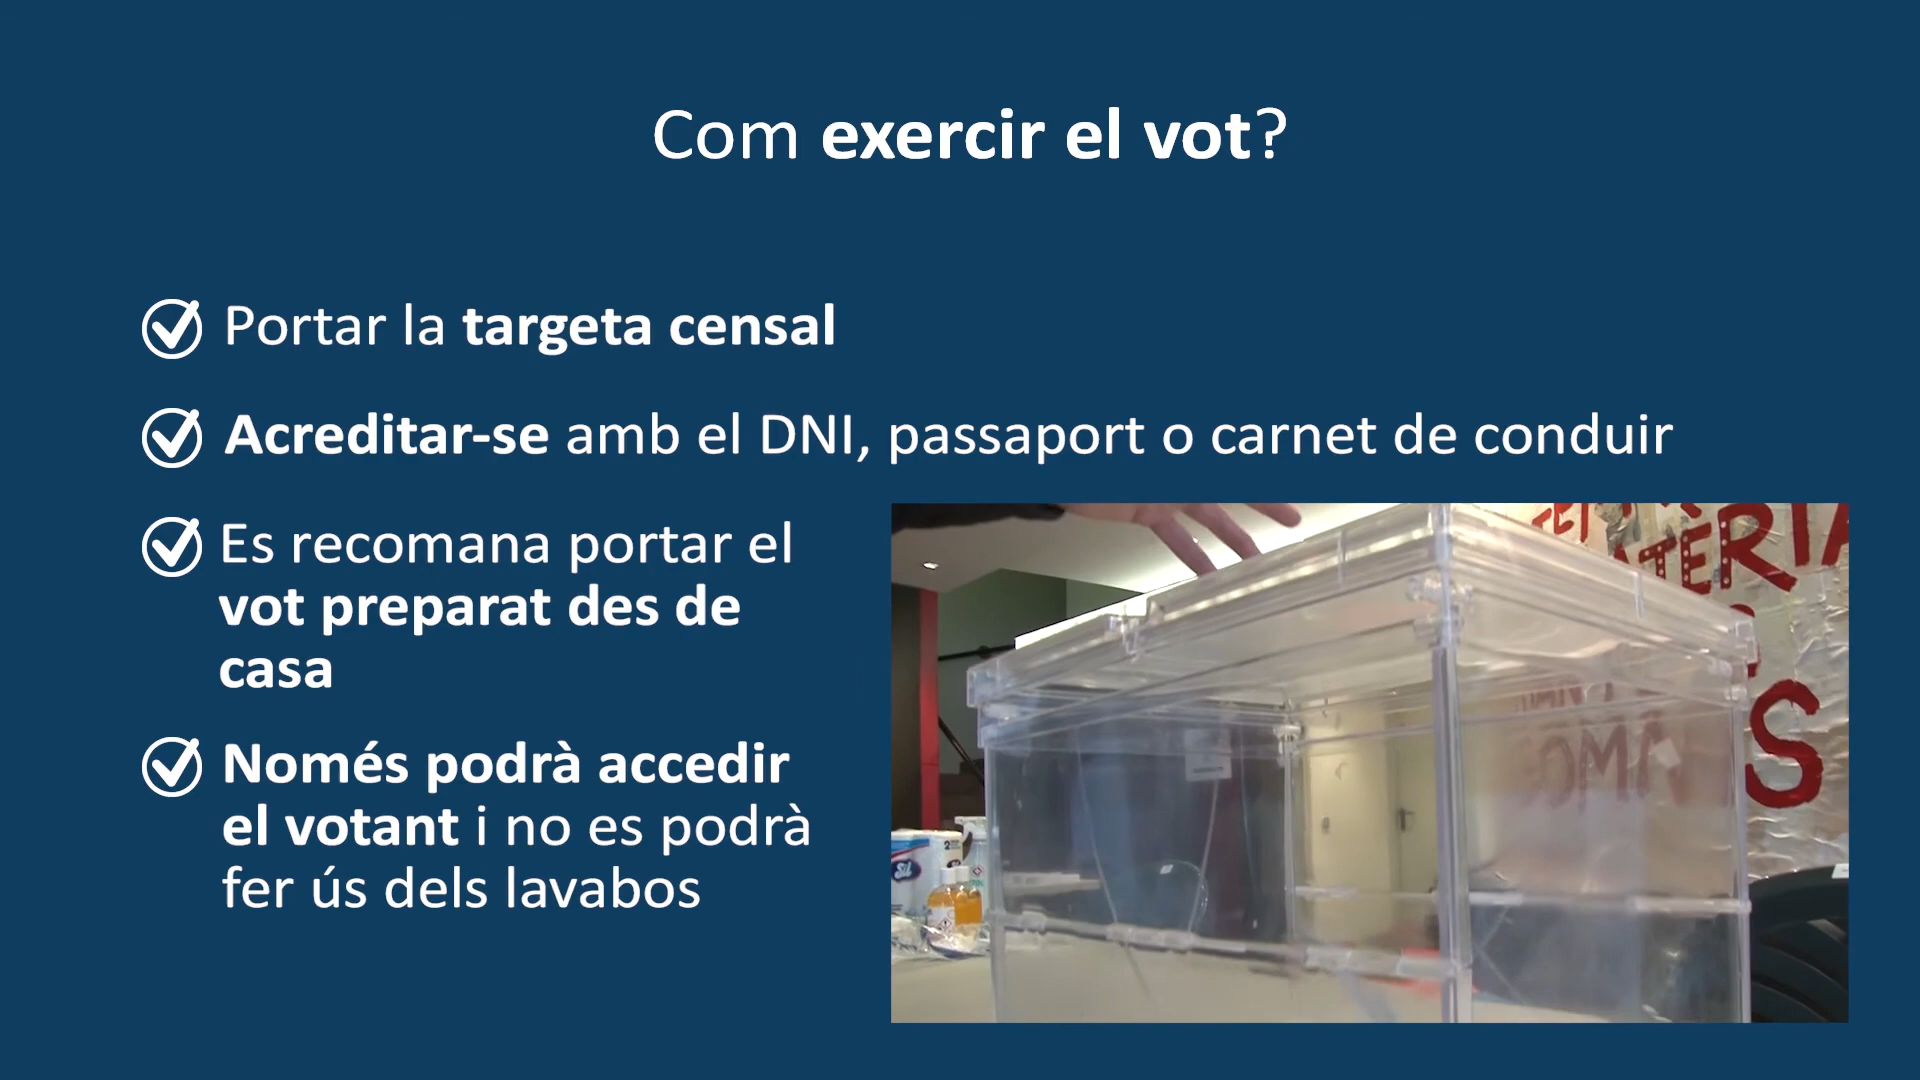 Com exercir el vot?
Portar la targeta censal
Acreditar-se amb el DNI, passaport o carnet de conduir
Es recomana portar el
vot preparat des de
casa
Només podrà accedir
el votant i no es podrà
fer ús dels lavabos